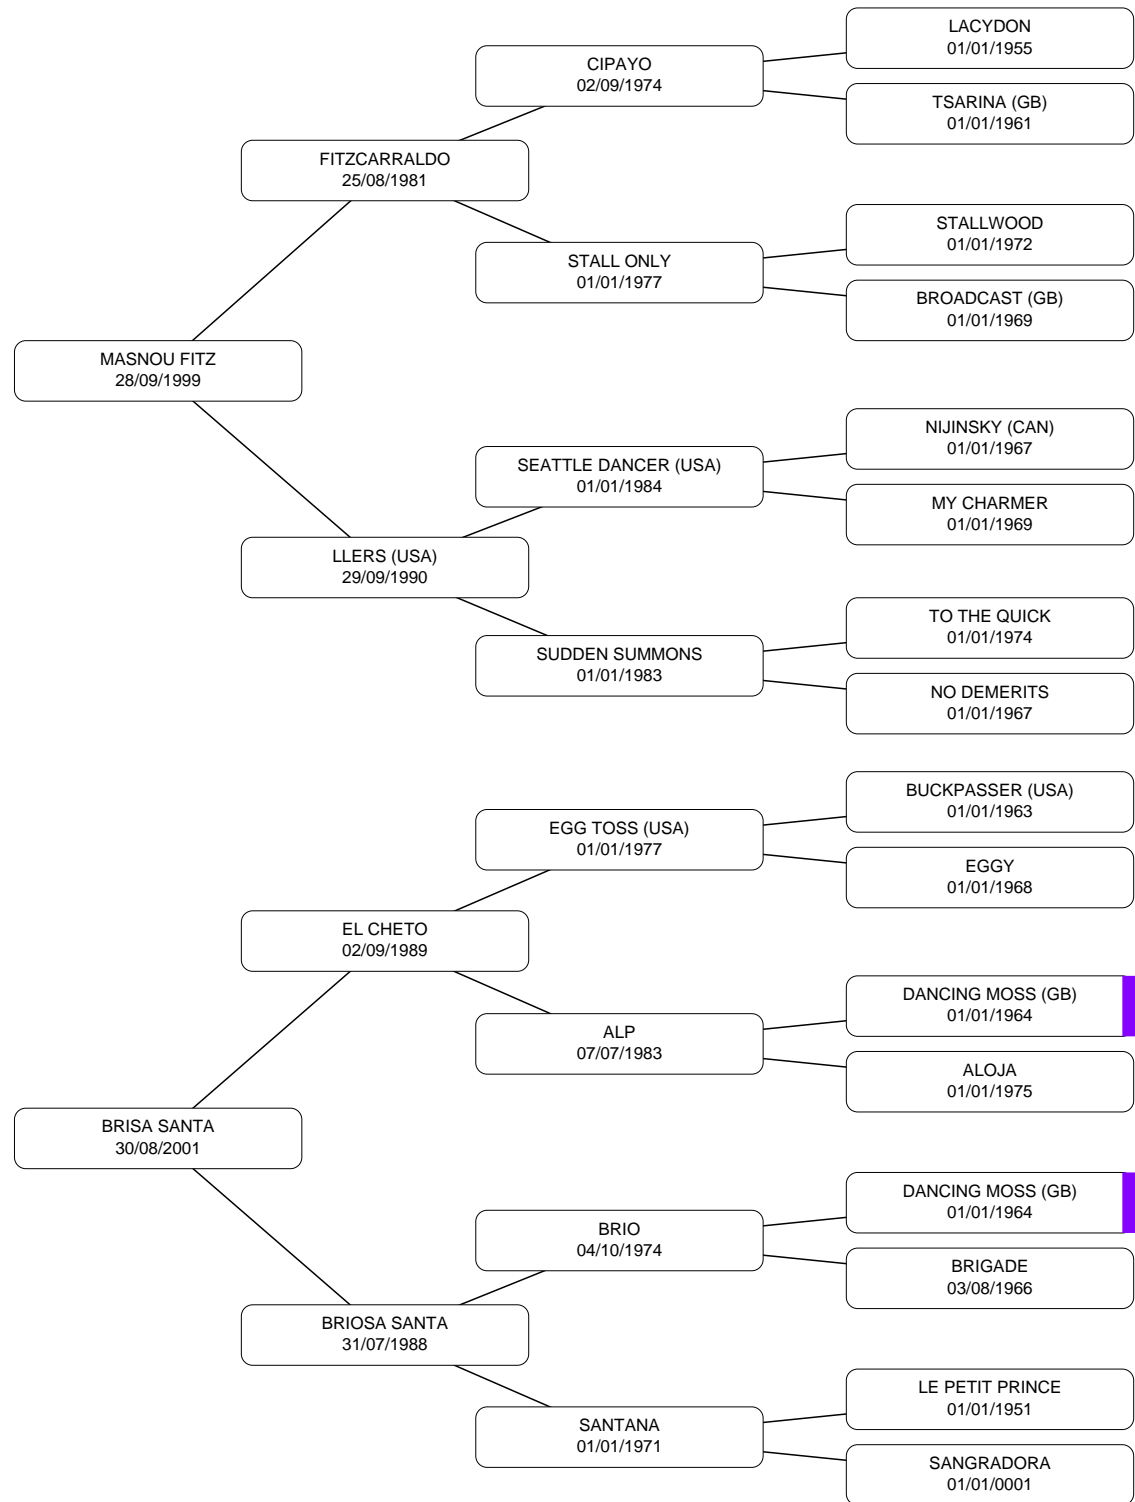 LACYDON
01/01/1955
CIPAYO
02/09/1974
TSARINA (GB)
01/01/1961
FITZCARRALDO
25/08/1981
STALLWOOD
01/01/1972
STALL ONLY
01/01/1977
BROADCAST (GB)
01/01/1969
MASNOU FITZ
28/09/1999
NIJINSKY (CAN)
01/01/1967
SEATTLE DANCER (USA)
01/01/1984
MY CHARMER
01/01/1969
LLERS (USA)
29/09/1990
TO THE QUICK
01/01/1974
SUDDEN SUMMONS
01/01/1983
NO DEMERITS
01/01/1967
BUCKPASSER (USA)
01/01/1963
EGG TOSS (USA)
01/01/1977
EGGY
01/01/1968
EL CHETO
02/09/1989
DANCING MOSS (GB)
01/01/1964
ALP
07/07/1983
ALOJA
01/01/1975
BRISA SANTA
30/08/2001
DANCING MOSS (GB)
01/01/1964
BRIO
04/10/1974
BRIGADE
03/08/1966
BRIOSA SANTA
31/07/1988
LE PETIT PRINCE
01/01/1951
SANTANA
01/01/1971
SANGRADORA
01/01/0001